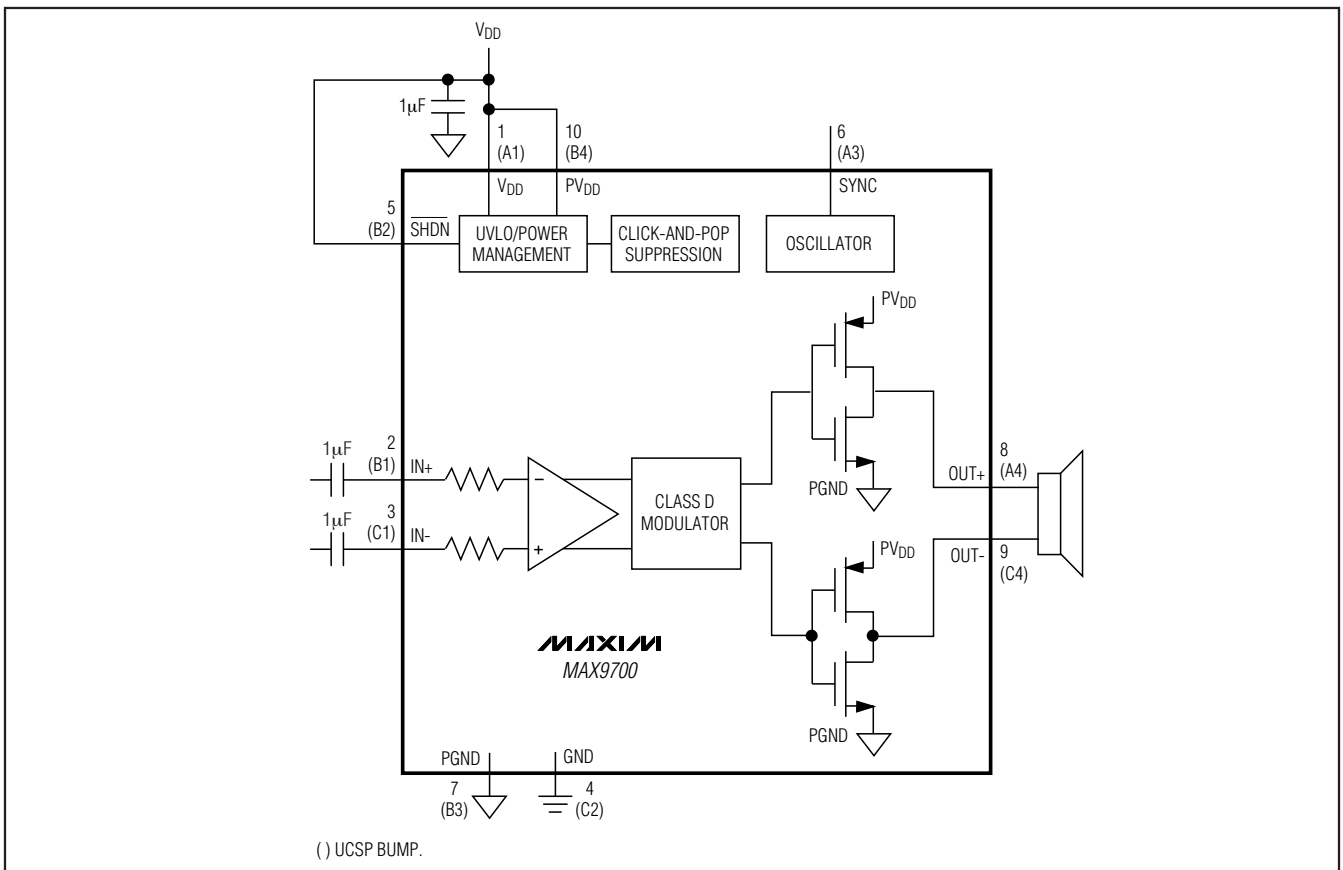 VDD
1µF
1
(A1)
10
(B4)
6
(A3)
VDD
PVDD
SYNC
5
(B2)
SHDN
UVLO/POWER
MANAGEMENT
CLICK-AND-POP
SUPPRESSION
OSCILLATOR
PVDD
1µF
2
(B1)
IN+
PGND
OUT+
8
(A4)
CLASS D
MODULATOR
1µF
3
(C1)
IN-
PVDD
OUT-
9
(C4)
MAXIM
MAX9700
PGND
PGND
GND
7
(B3)
4
(C2)
( ) UCSP BUMP.